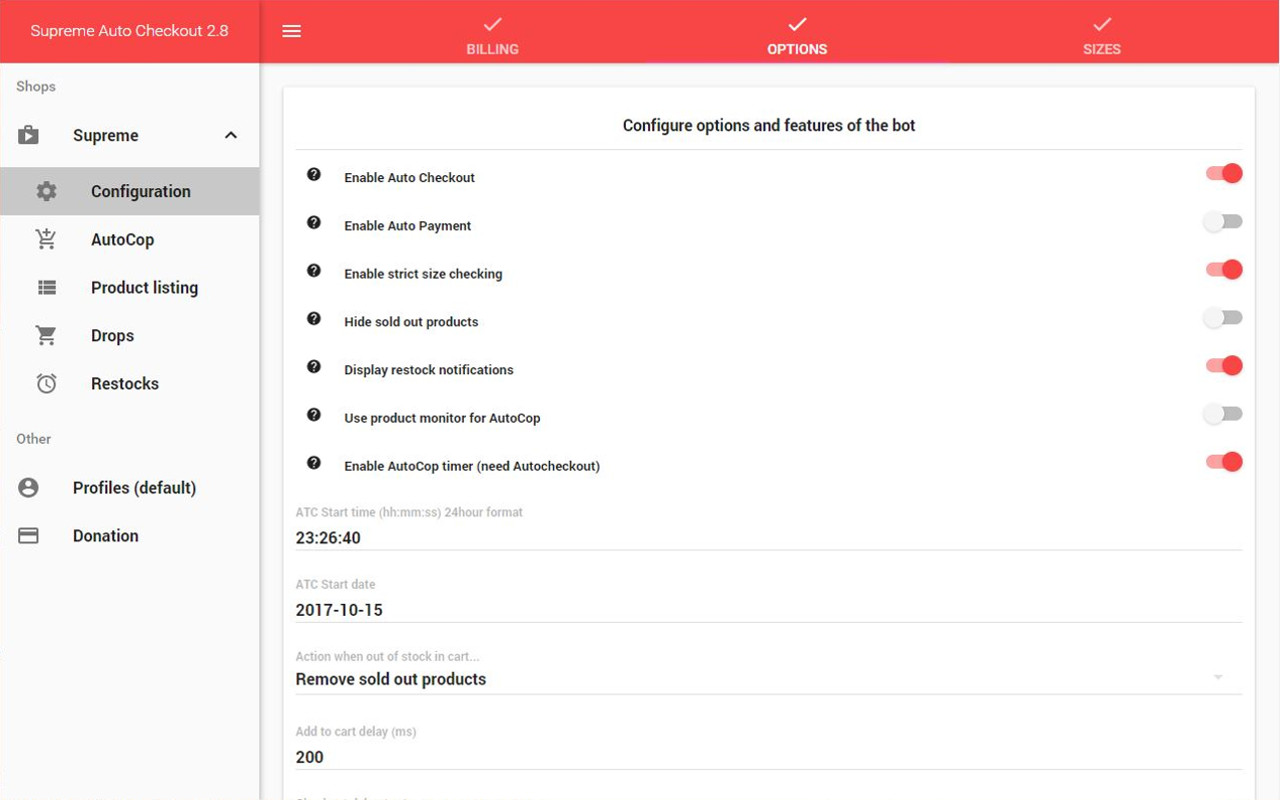 Supreme Auto Checkout 2.8
BILLING
OPTIONS
SIZES
Shops
Supreme
Configuration
AutoCop
Product listing
Drops
Restocks
Other
Profiles (default)
Donation
Configure options and features of the bot
Enable Auto Checkout
Enable Auto Payment
Enable strict size checking
Hide sold out products
Display restock notifications
Use product monitor for AutoCop
Enable AutoCop timer (need Autocheckout)
ATC Start time (hh:mm:ss) 24hour format
23:26:40
ATC Start date
2017-10-15
Action when out of stock in cart...
Remove sold out products
Add to cart delay (ms)
200